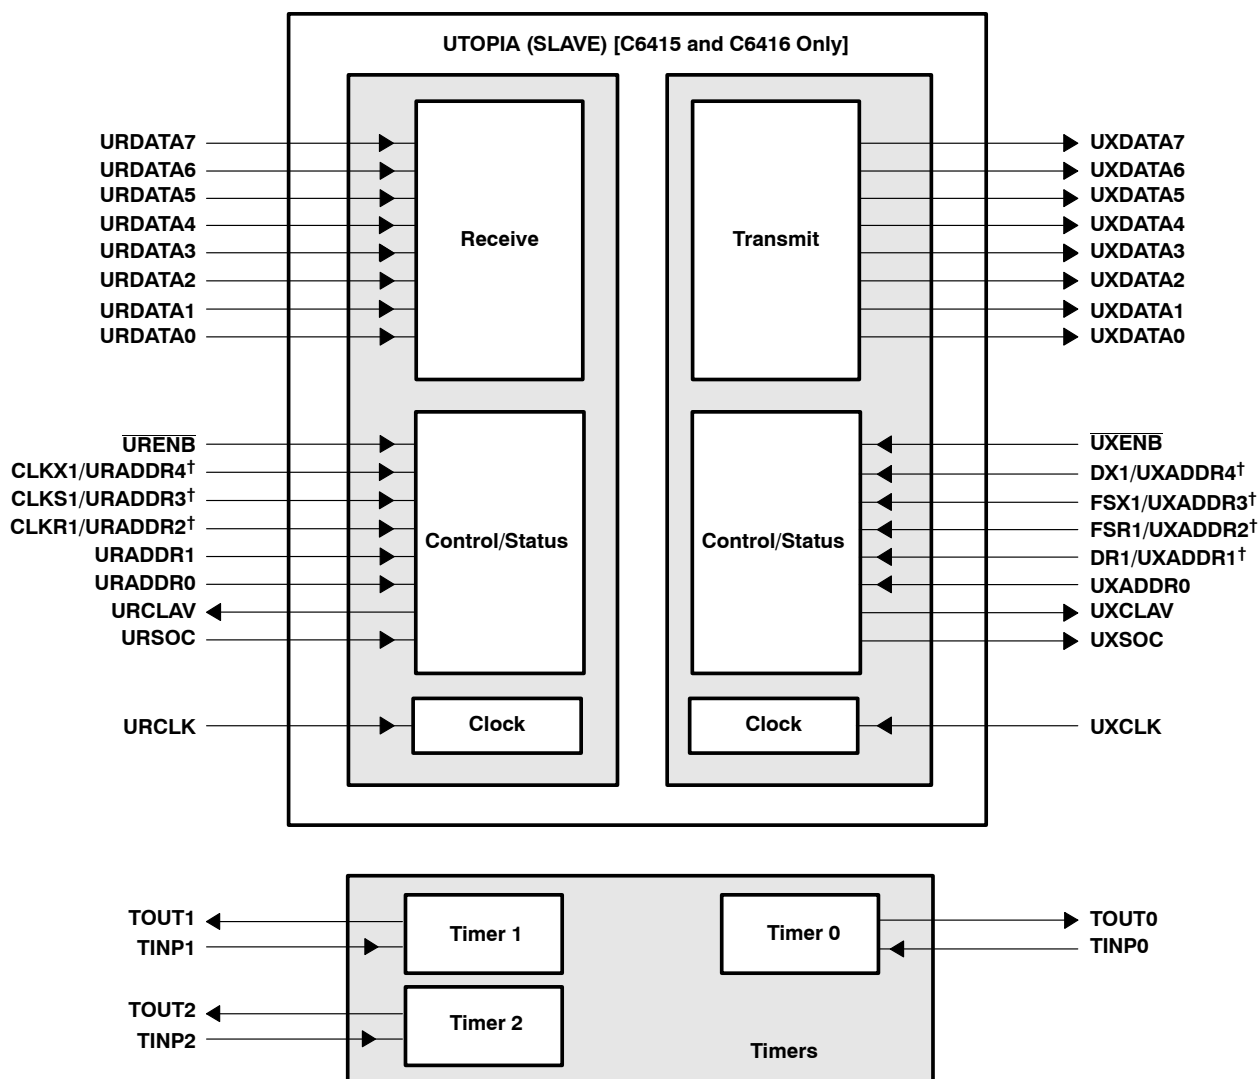 UTOPIA (SLAVE) [C6415 and C6416 Only]
URDATA7
URDATA6
URDATA5
URDATA4
URDATA3
URDATA2
URDATA1
URDATA0
Receive
Transmit
UXDATA7
UXDATA6
UXDATA5
UXDATA4
UXDATA3
UXDATA2
UXDATA1
UXDATA0
URENB
CLKX1/URADDR4†
CLKS1/URADDR3†
CLKR1/URADDR2†
URADDR1
URADDR0
URCLAV
URSOC
Control/Status
Control/Status
UXENB
DX1/UXADDR4†
FSX1/UXADDR3†
FSR1/UXADDR2†
DR1/UXADDR1†
UXADDR0
UXCLAV
UXSOC
URCLK
Clock
Clock
UXCLK
TOUT1
TINP1
Timer 1
Timer 0
TOUT0
TINP0
TOUT2
TINP2
Timer 2
Timers